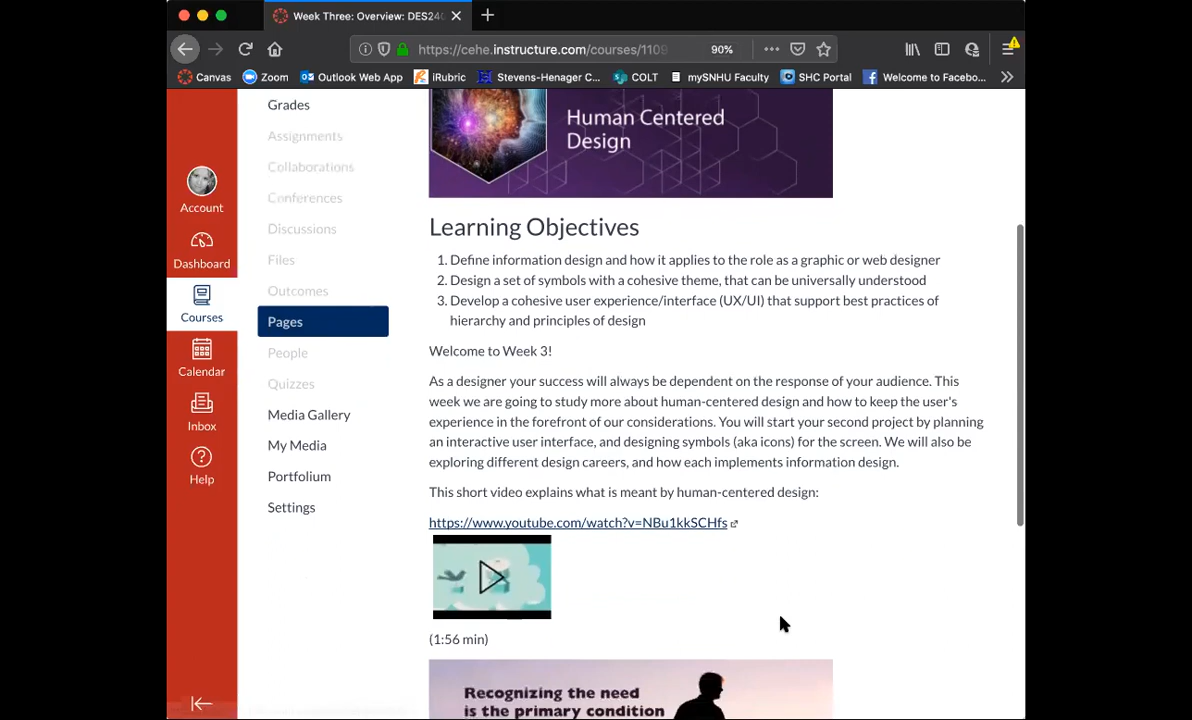 Week Three: Overview: DES240
https://cehe.instructure.com/courses/1109
90%
Canvas
Zoom
Outlook Web App
iRubric
Stevens-Henager C...
COLT
mySNHU Faculty
SHC Portal
Welcome to Facebo...
Account
Dashboard
Courses
Calendar
Inbox
Help
Grades
Assignments
Collaborations
Conferences
Discussions
Files
Outcomes
Pages
People
Quizzes
Media Gallery
My Media
Portfolium
Settings
Human Centered
Design
Learning Objectives
1. Define information design and how it applies to the role as a graphic or web designer
2. Design a set of symbols with a cohesive theme, that can be universally understood
3. Develop a cohesive user experience/interface (UX/UI) that support best practices of
hierarchy and principles of design
Welcome to Week 3!
As a designer your success will always be dependent on the response of your audience. This
week we are going to study more about human-centered design and how to keep the user's
experience in the forefront of our considerations. You will start your second project by planning
an interactive user interface, and designing symbols (aka icons) for the screen. We will also be
exploring different design careers, and how each implements information design.
This short video explains what is meant by human-centered design:
https://www.youtube.com/watch?v=NBu1kkSCHfs
(1:56 min)
Recognizing the need
is the primary condition